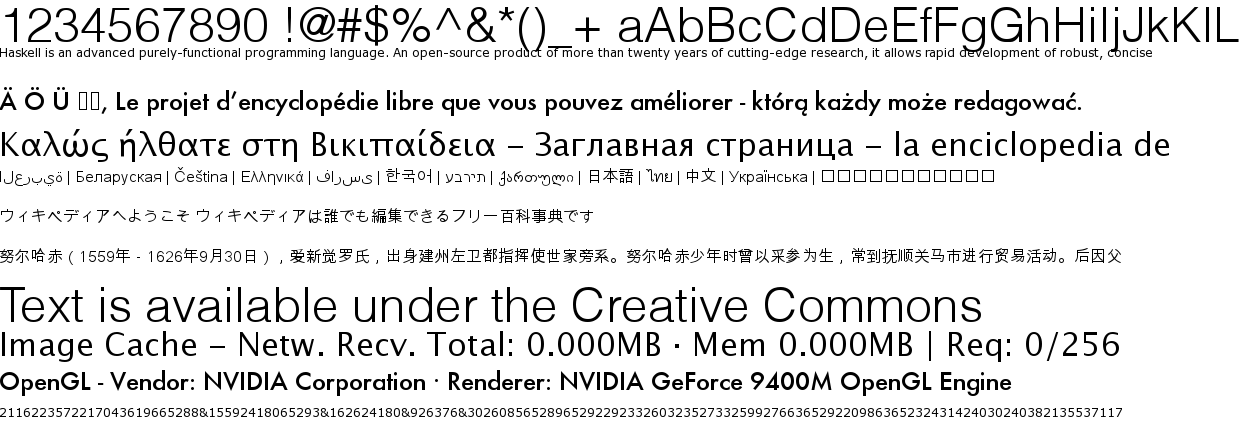 1234567890 !@#$%^&*()_+ aAbBcCdDeEfFgGhHiIjJkKlL
Haskell is an advanced purely-functional programming language. An open-source product of more than twenty years of cutting-edge research, it allows rapid development of robust, concise
Ä Ö Ü □□, Le projet d’encyclopédie libre que vous pouvez améliorer - którą każdy może redagować.
Καλώς ήλθατε στη Βικιπαίδεια – Заглавная страница – la enciclopedia de
العربيةö | Беларуская | Čeština | Ελληνικά | فارسی | 한국어 | עברית | ქართული | 日本語 | ไทย | 中文 | Українська | □□□□□□□□□□□
ウィキペディアへようこそ ウィキペディアは誰でも編集できるフリー百科事典です
努尔哈赤（1559年 - 1626年9月30日），爱新觉罗氏，出身建州左卫都指挥使世家旁系。努尔哈赤少年时曾以采参为生，常到抚顺关马市进行贸易活动。后因父
Text is available under the Creative Commons
Image Cache – Netw. Recv. Total: 0.000MB · Mem 0.000MB | Req: 0/256
OpenGL - Vendor: NVIDIA Corporation · Renderer: NVIDIA GeForce 9400M OpenGL Engine